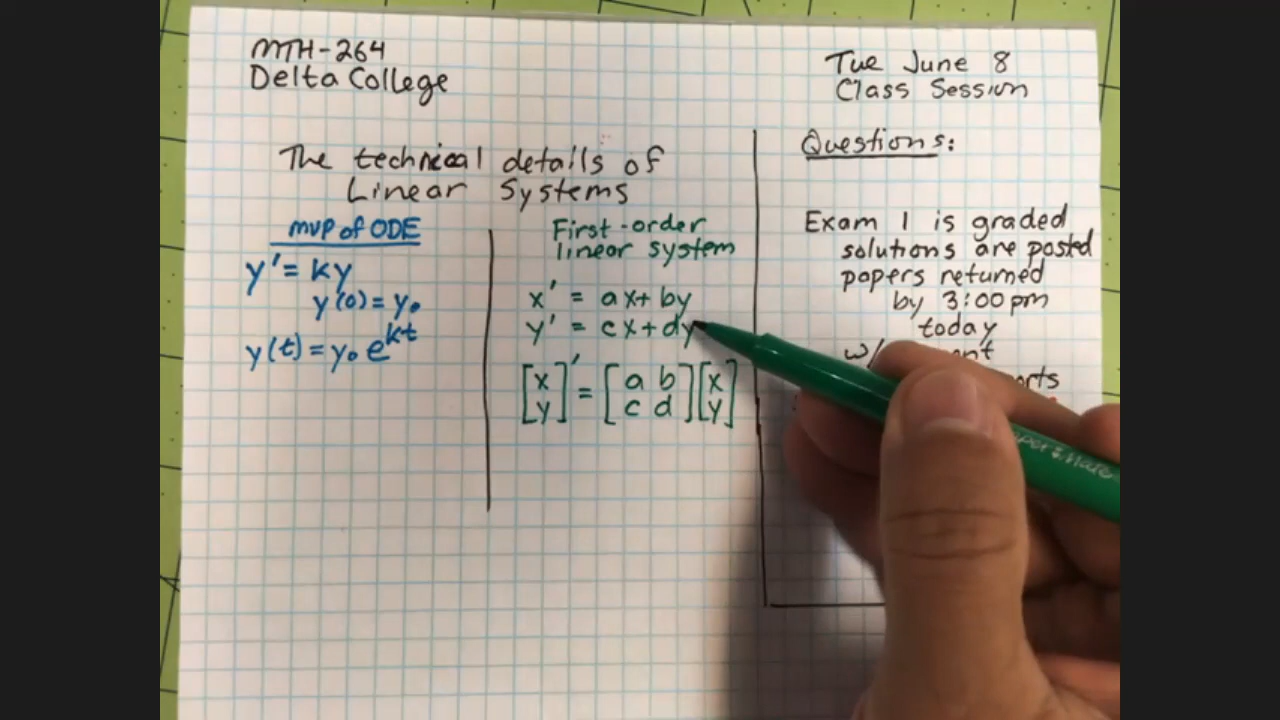 MTH-264
Delta College
Tue June 8
Class Session
The technical details of
Linear Systems
mvp of ODE
y' = ky
y(0) = y₀
y(t) = y₀ e^kt
First-order
linear system
x' = ax + by
y' = cx + dy
[x y]' = [a b c d][x y]
Questions:
Exam 1 is graded
solutions are posted
papers returned
by 3:00pm
today
w/